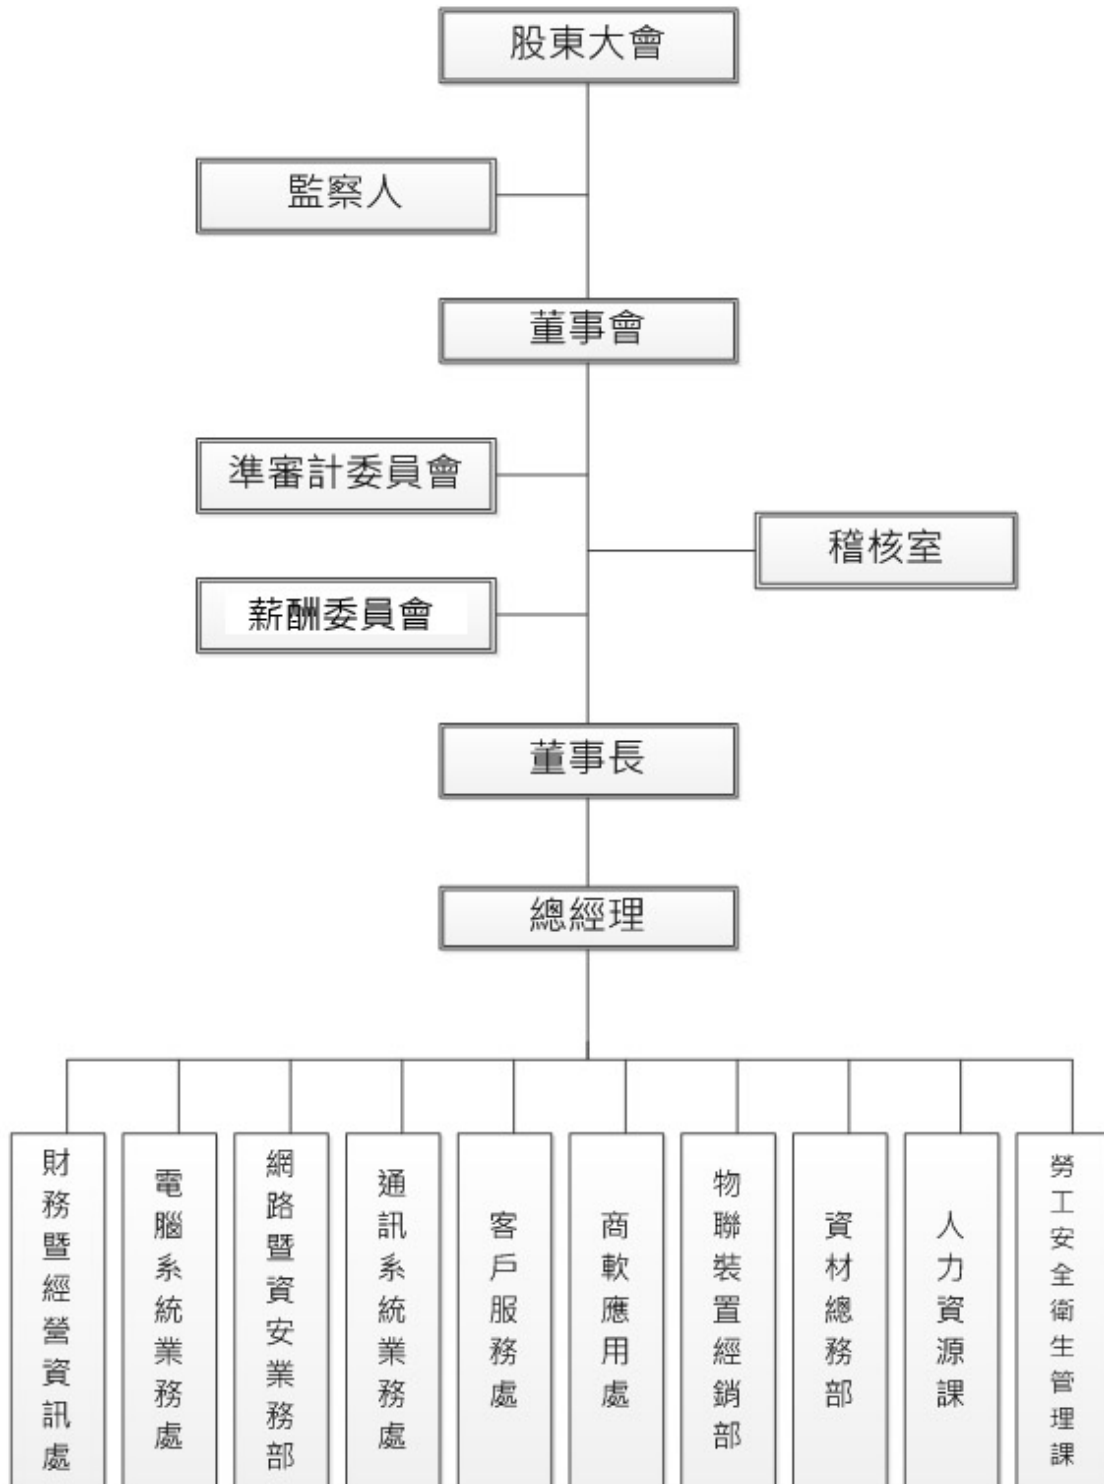 股東大會
監察人
董事會
準審計委員會
稽核室
薪酬委員會
董事長
總經理
財務暨經營資訊處
電腦系統業務處
網路暨資安業務部
通訊系統業務處
客戶服務處
商軟應用處
物聯裝置經銷部
資材總務部
人力資源課
勞工安全衛生管理課